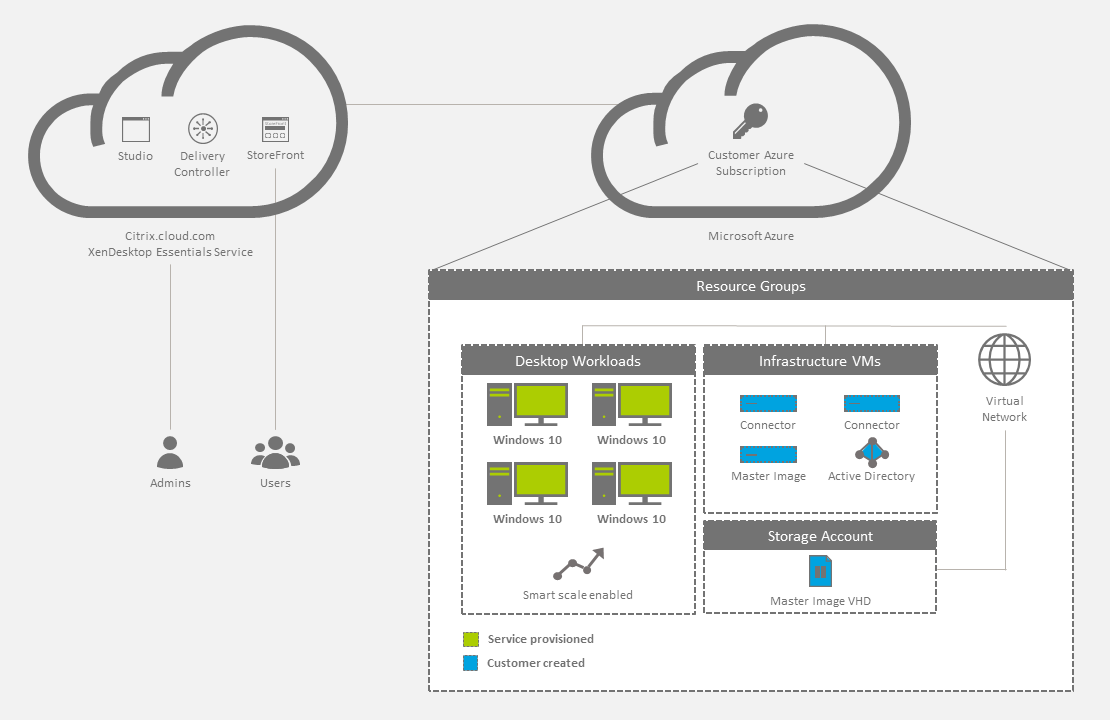 Studio
Delivery
Controller
StoreFront
StoreFront
Citrix.cloud.com
XenDesktop Essentials Service
Admins
Users
Customer Azure
Subscription
Microsoft Azure
Resource Groups
Desktop Workloads
Windows 10
Windows 10
Windows 10
Windows 10
Smart scale enabled
Infrastructure VMs
Connector
Connector
Master Image
Active Directory
Storage Account
Master Image VHD
Virtual
Network
Service provisioned
Customer created